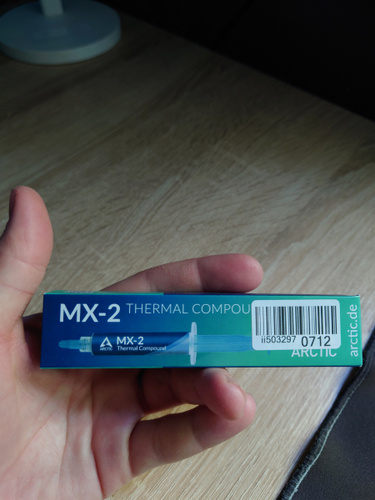 MX-2 THERMAL COMPOU
ARCTIC
MX-2
Thermal Compound
ii503297 0712
ARCTIC
arctic.de